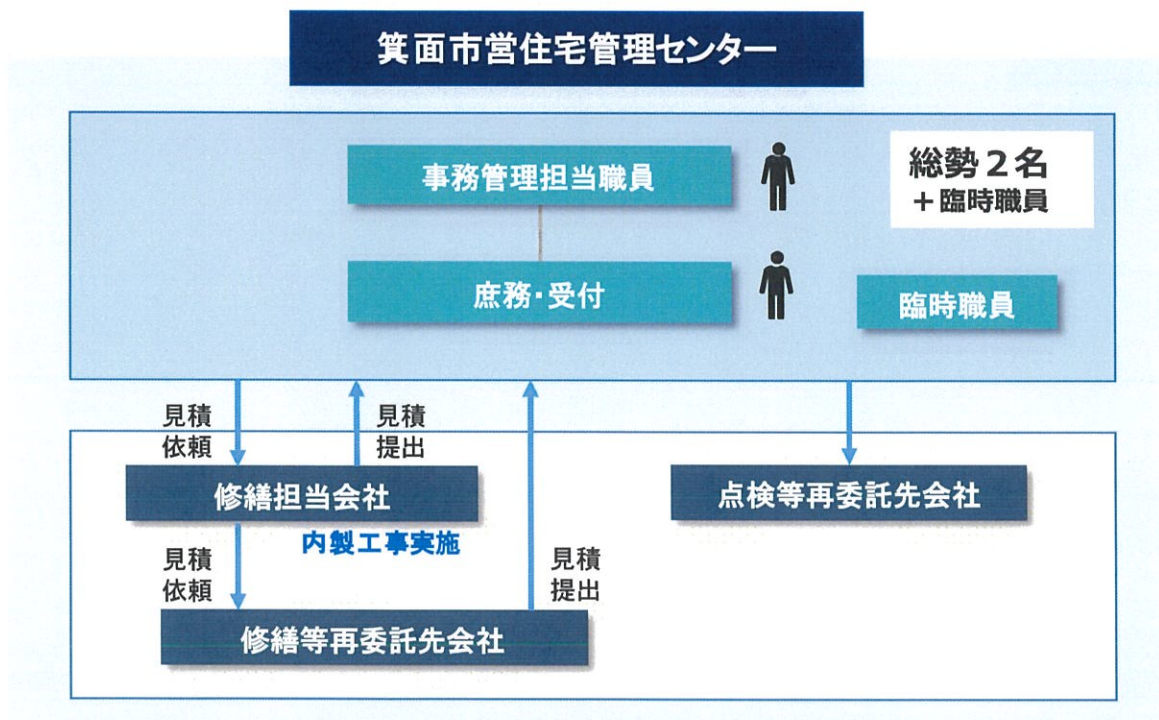 箕面市営住宅管理センター
事務管理担当職員
総勢2名
+臨時職員
庶務・受付
臨時職員
見積
依頼
見積
提出
修繕担当会社
点検等再委託先会社
内製工事実施
見積
依頼
見積
提出
修繕等再委託先会社